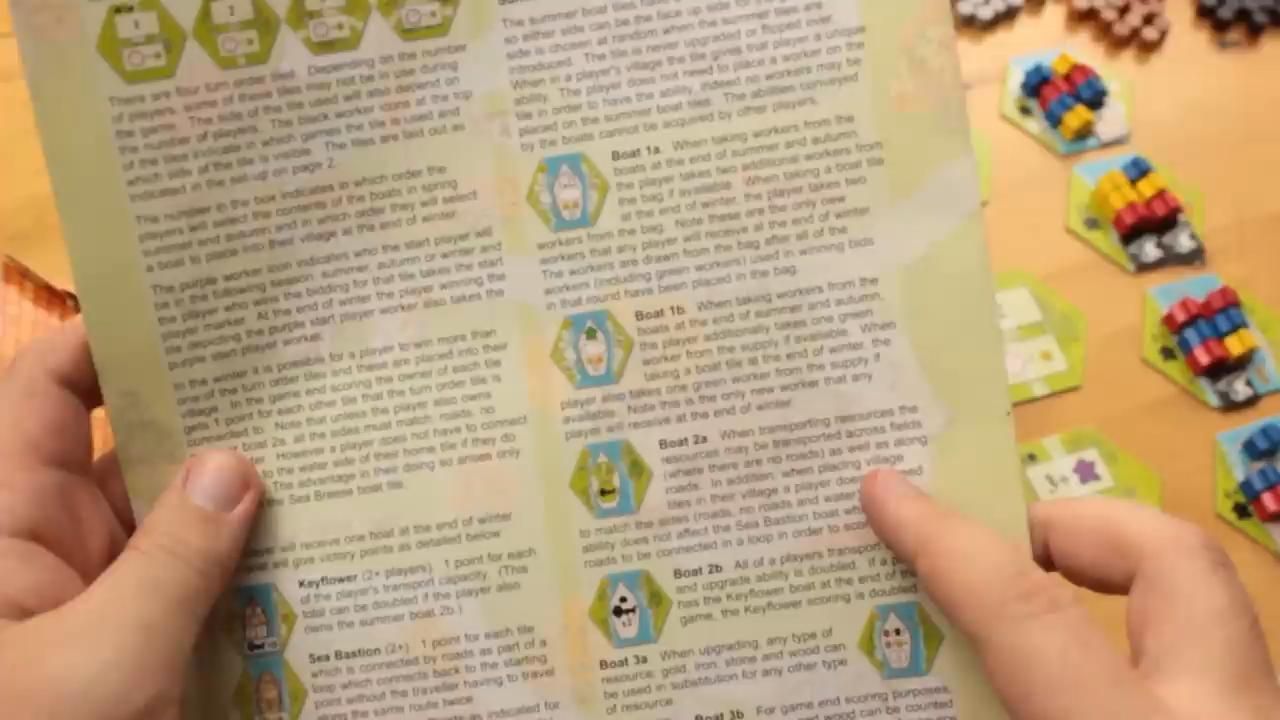 There are four turn order tiles. Depending on the number
of players, some of these tiles may not be in use during
the game. The side of the tile used will also depend on
the number of players. The black worker icons at the top
of the tiles indicate in which games the tile is used and
which side of the tile is visible. The tiles are laid out as
indicated in the set-up on page 2.
The number in the box indicates in which order the
players will select the contents of the boats in spring
summer and autumn and in which order they will select
a boat to place into their village at the end of winter.
The purple worker icon indicates who the start player will
be in the following season, summer, autumn or winter and
the player who wins the bidding for that tile takes the start
player marker. At the end of winter the player winning the
tile depicting the purple start player worker also takes the
purple start player worker.
In the winter it is possible for a player to win more than
one of the turn order tiles and these are placed into their
village. In the game end scoring the owner of each tile
gets 1 point for each other tile that the turn order tile is
connected to. Note that unless the player also owns
boat 2a, all the sides must match, roads, no
However a player does not have to connect
to the water side of their home tile if they do
The advantage in their doing so arises only
the Sea Breese boat tile.
will receive one boat at the end of winter
will give victory points as detailed below
Keyflower (2+ players). 1 point for each
of the player's transport capacity. (This
total can be doubled if the player also
owns the summer boat 2b.)
Sea Bastion (2+) 1 point for each tile
which is connected by roads as part of a
loop which connects back to the starting
point without the traveller having to travel
along the same route twice
as indicated for
The summer boat tiles have
so either side can be the face up side for
side is chosen at random when the summer tiles are
introduced. The tile is never upgraded or flipped over.
When in a player's village the tile gives that player a unique
ability. The player does not need to place a worker on the
tile in order to have the ability, indeed no workers may be
placed on the summer boat tiles. The abilities conveyed
by the boats cannot be acquired by other players.
Boat 1a. When taking workers from the
boats at the end of summer and autumn,
the player takes two additional workers from
the bag if available. When taking a boat tile
at the end of winter, the player takes two
workers from the bag. Note these are the only new
workers that any player will receive at the end of winter.
The workers are drawn from the bag after all of the
workers (including green workers) used in winning bids
in that round have been placed in the bag.
Boat 1b. When taking workers from the
boats at the end of summer and autumn,
the player additionally takes one green
worker from the supply if available. When
taking a boat tile at the end of winter, the
player also takes one green worker from the supply if
available. Note this is the only new worker that any
player will receive at the end of winter.
Boat 2a. When transporting resources the
resources may be transported across fields
(where there are no roads) as well as along
roads. In addition, when placing village
tiles in their village a player does need
to match the sides (roads, no roads and water)
ability does not affect the Sea Bastion boat
roads to be connected in a loop in order to
Boat 2b. All of a players transport
and upgrade ability is doubled. If a
has the Keyflower boat at the end of the
game, the Keyflower scoring is doubled
Boat 3a When upgrading, any type of
resource, gold, iron, stone and wood can
be used in substitution for any other type
of resource
Boat 3b. For game end scoring purposes,
and wood can be counted
3+